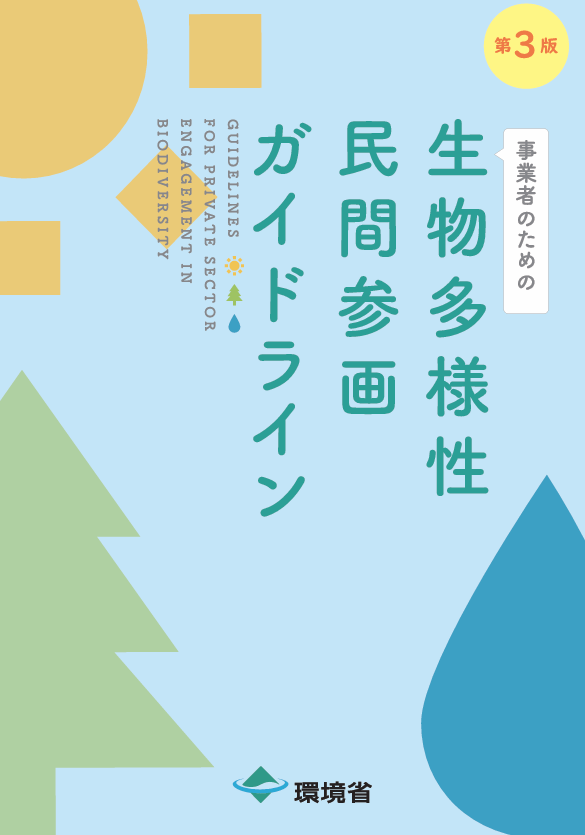 第3版
事業者のための
生物多様性
民間参画
ガイドライン
GUIDELINES
FOR PRIVATE SECTOR
ENGAGEMENT IN
BIODIVERSITY
環境省